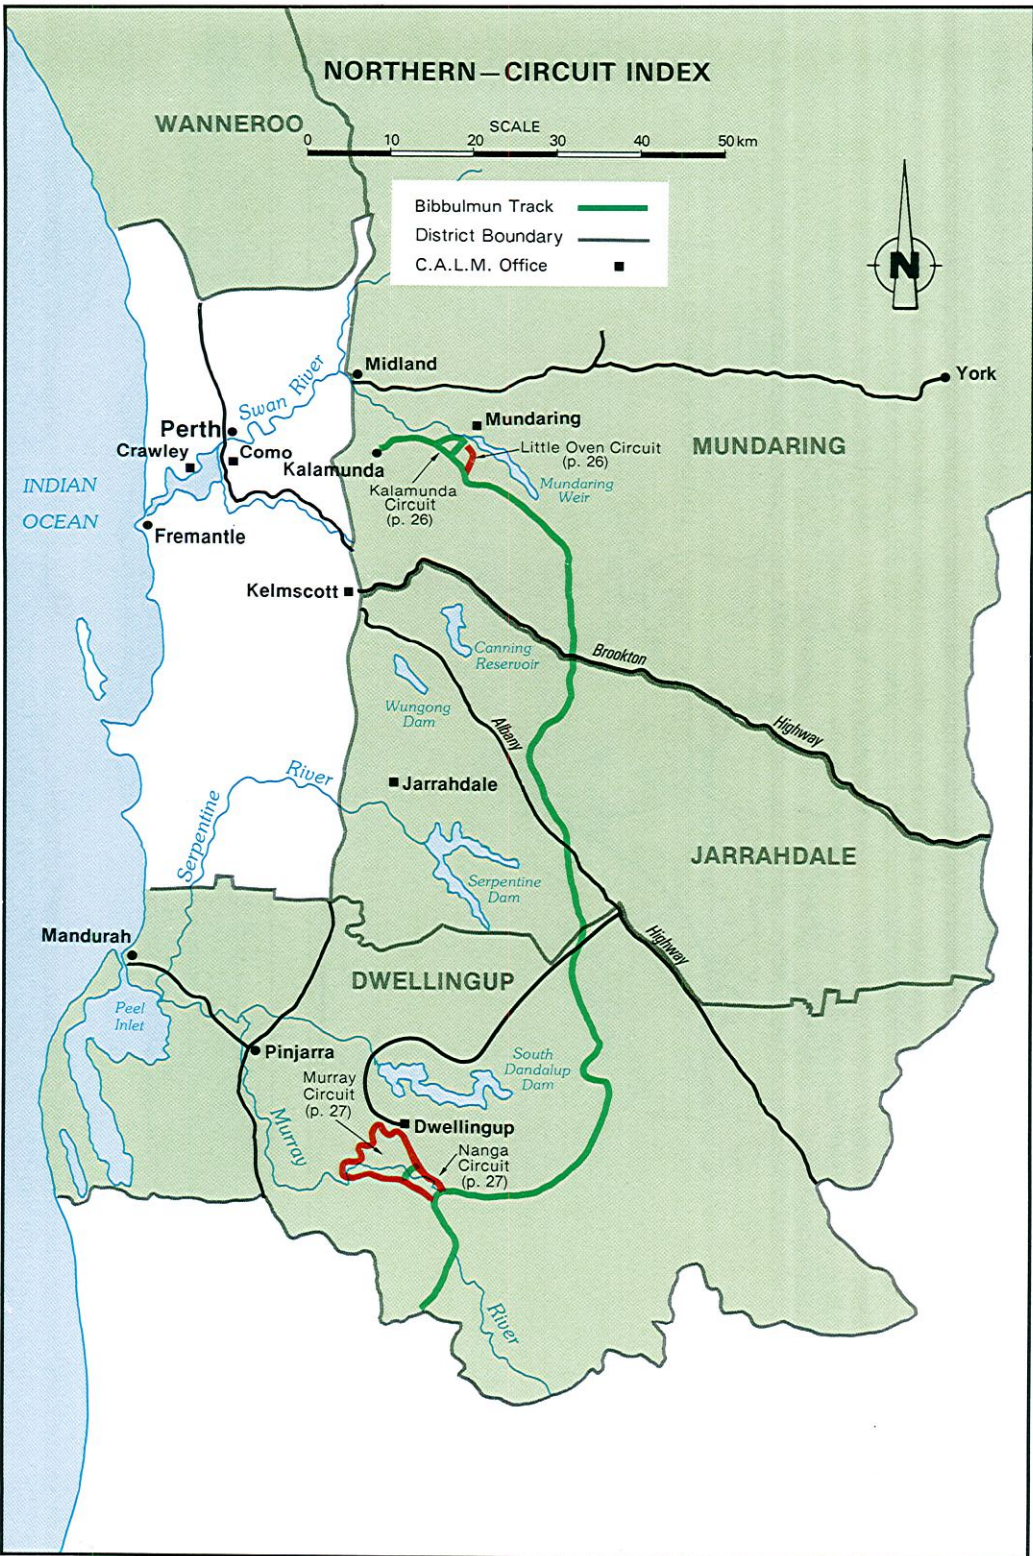 NORTHERN—CIRCUIT INDEX
WANNEROO
SCALE
0 10 20 30 40 50 km
Bibbulmun Track
District Boundary
C.A.L.M. Office
N
Midland
York
Swan River
Perth
Mundaring
MUNDARING
Crawley
Como
Kalamunda
Little Oven Circuit
(p. 26)
Mundaring
Weir
Kalamunda
Circuit
(p. 26)
INDIAN
OCEAN
Fremantle
Kelmscott
Canning
Reservoir
Brookton
Highway
Wungong
Dam
Albany
Highway
River
Serpentine
Jarrahdale
JARRAHDALE
Serpentine
Dam
Mandurah
DWELLINGUP
Peel
Inlet
Pinjarra
South
Dandalup
Dam
Murray
Circuit
(p. 27)
Dwellingup
Murray
Nanga
Circuit
(p. 27)
River